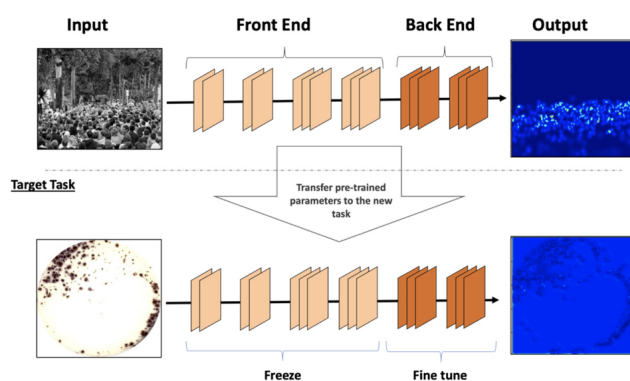 Input
Front End
Back End
Output
Target Task
Transfer pre-trained
parameters to the new
task
Freeze
Fine tune